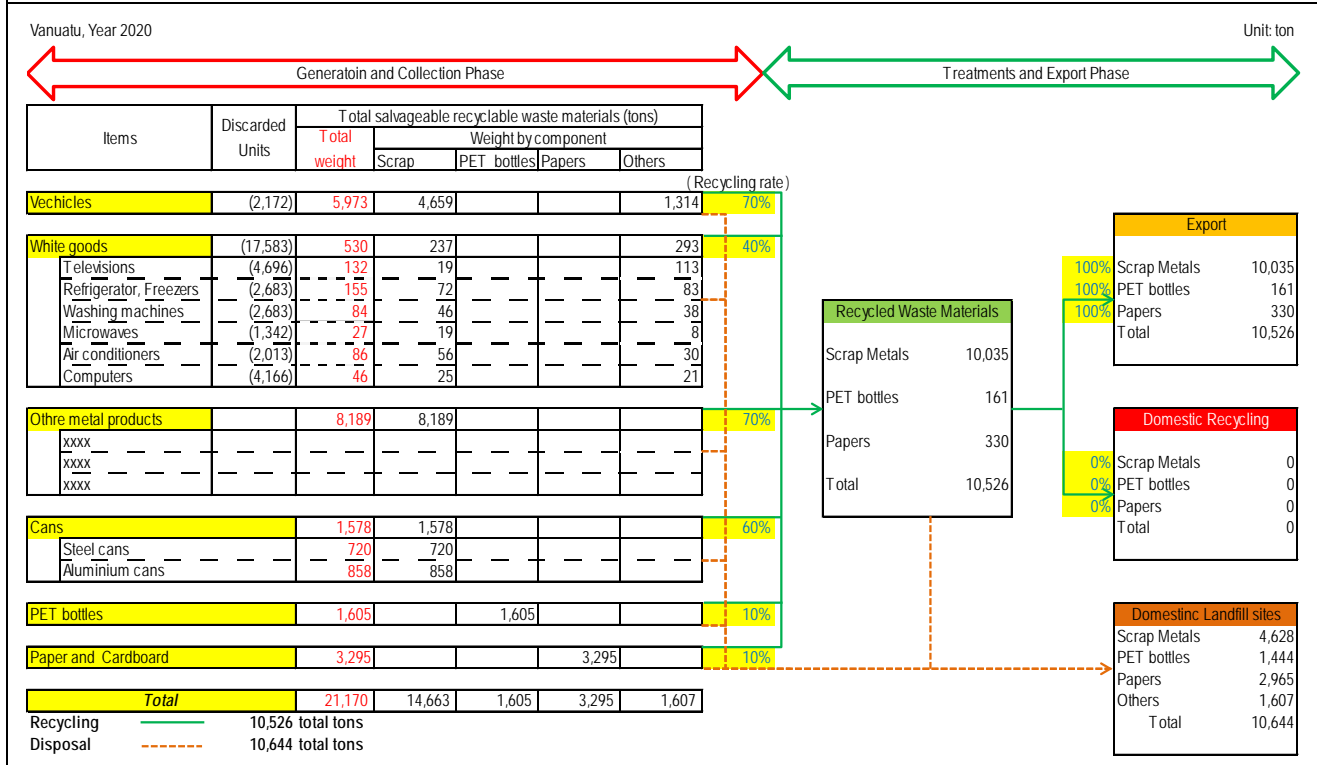 Vanuatu, Year 2020 Unit: ton
Generatoin and Collection Phase Treatments and Export Phase
Items Discarded Units Total salvageable recyclable waste materials (tons)
Total weight Weight by component
Scrap PET bottles Papers Others
( Recycling rate )
Vechicles (2,172) 5,973 4,659 1,314 70%
White goods (17,583) 530 237 293 40%
Televisions (4,696) 132 19 113
Refrigerator, Freezers (2,683) 155 72 83
Washing machines (2,683) 84 46 38
Microwaves (1,342) 27 19 8
Air conditioners (2,013) 86 56 30
Computers (4,166) 46 25 21
Othre metal products 8,189 8,189 70%
xxxx
xxxx
xxxx
Cans 1,578 1,578 60%
Steel cans 720 720
Aluminium cans 858 858
PET bottles 1,605 1,605 10%
Paper and Cardboard 3,295 3,295 10%
Total 21,170 14,663 1,605 3,295 1,607
Recycling 10,526 total tons
Disposal 10,644 total tons
Recycled Waste Materials
Scrap Metals 10,035
PET bottles 161
Papers 330
Total 10,526
Export
100% Scrap Metals 10,035
100% PET bottles 161
100% Papers 330
Total 10,526
Domestic Recycling
0% Scrap Metals 0
0% PET bottles 0
0% Papers 0
Total 0
Domestinc Landfill sites
Scrap Metals 4,628
PET bottles 1,444
Papers 2,965
Others 1,607
Total 10,644